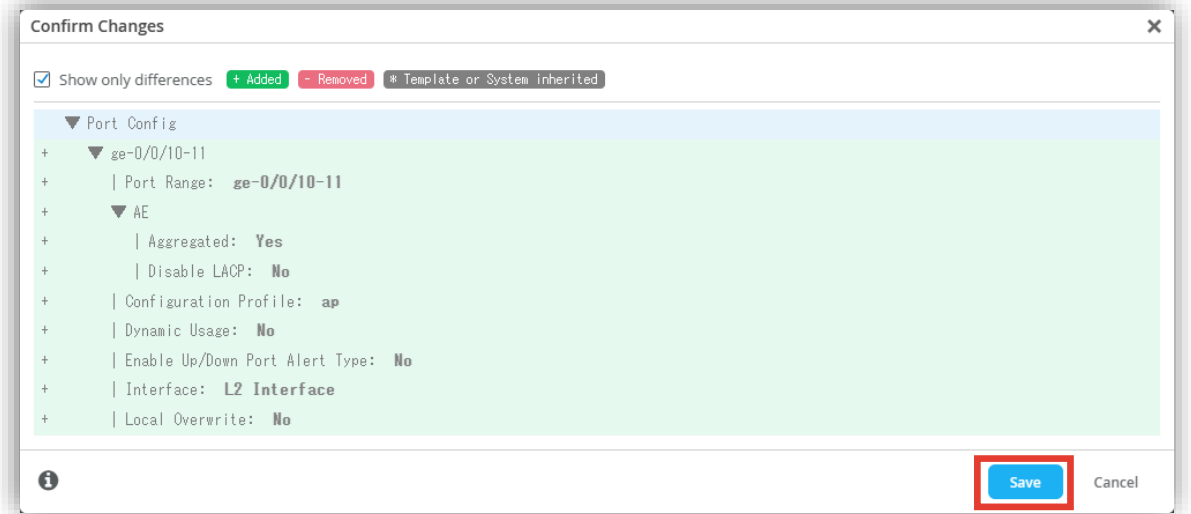 Confirm Changes ×
Show only differences + Added - Removed * Template or System inherited
▼ Port Config
+ ▼ ge-0/0/10-11
+ | Port Range: ge-0/0/10-11
+ ▼ AE
+ | Aggregated: Yes
+ | Disable LACP: No
+ | Configuration Profile: ap
+ | Dynamic Usage: No
+ | Enable Up/Down Port Alert Type: No
+ | Interface: L2 Interface
+ | Local Overwrite: No
Save Cancel